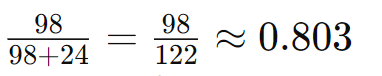 98/(98+24) = 98/122 ≈ 0.803